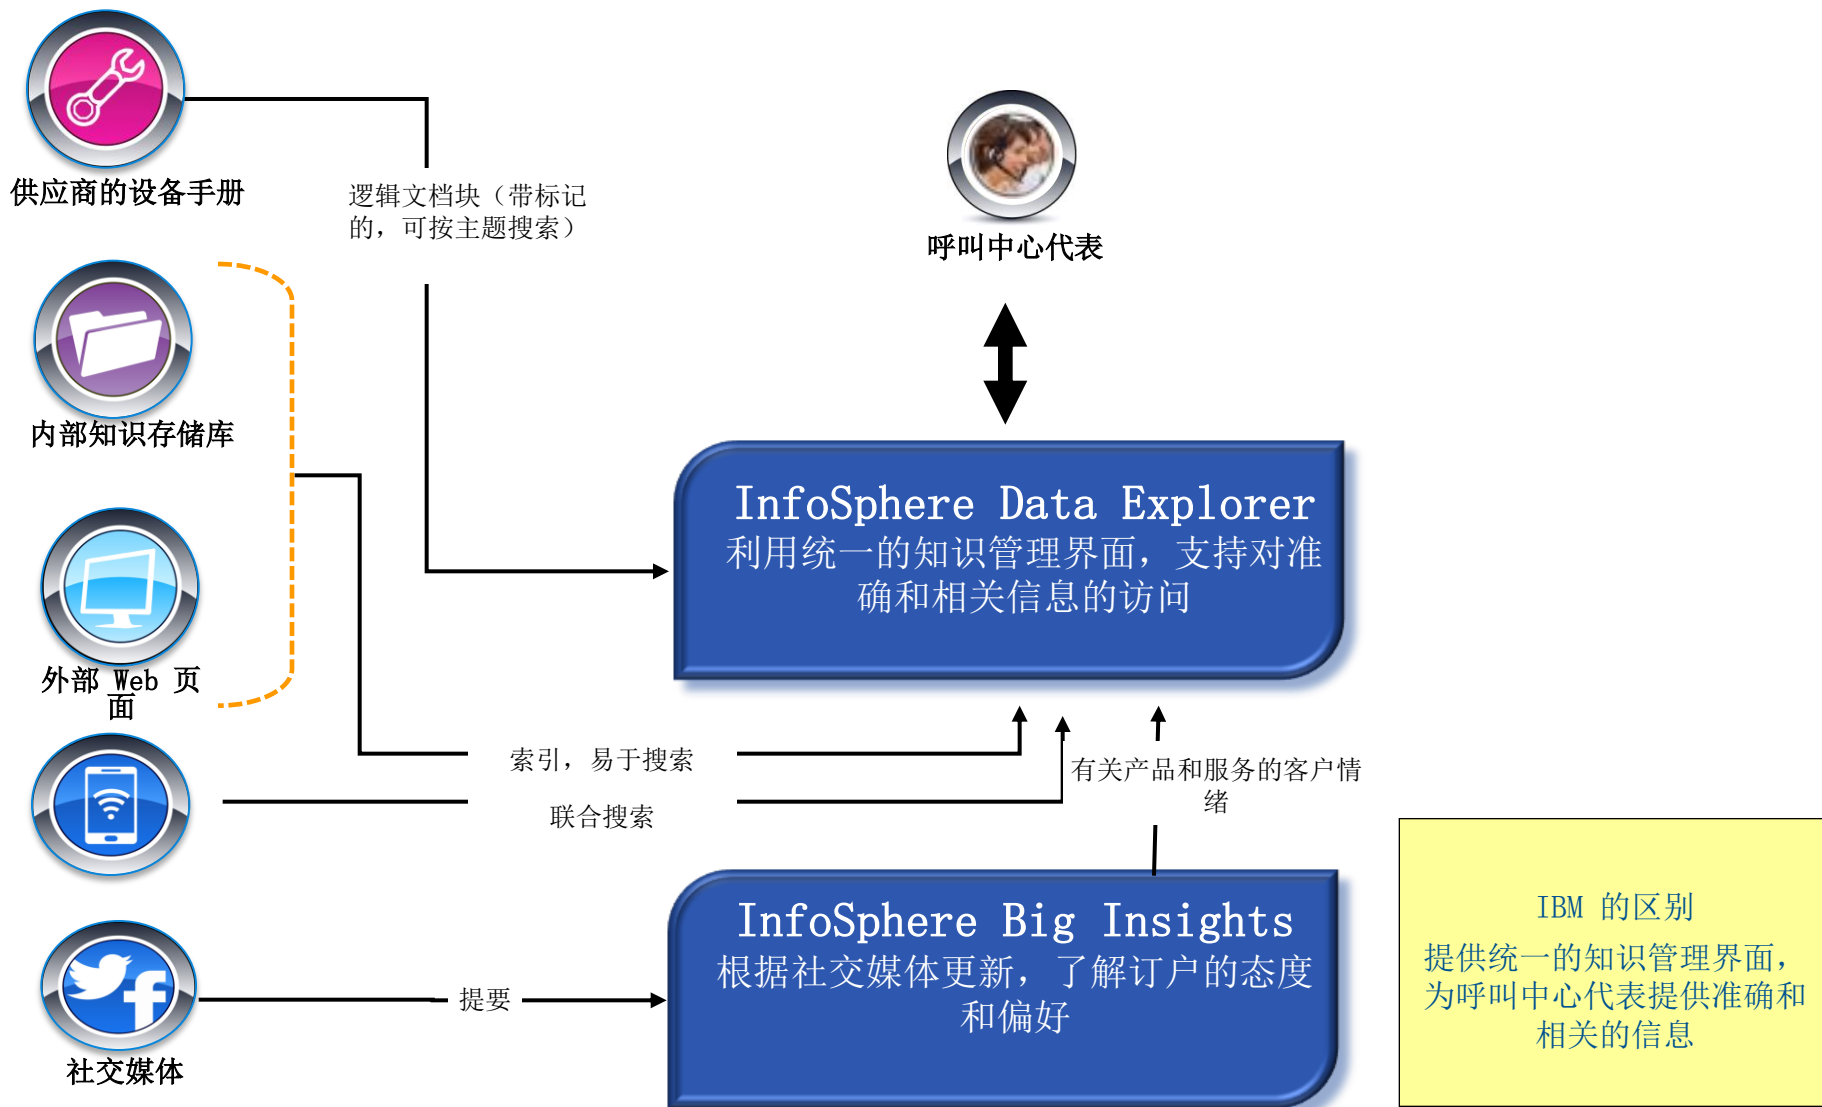 供应商的设备手册
逻辑文档块（带标记
的，可按主题搜索）
呼叫中心代表
内部知识存储库
InfoSphere Data Explorer
利用统一的知识管理界面，支持对准
确和相关信息的访问
外部 Web 页
面
索引，易于搜索
联合搜索
有关产品和服务的客户情
绪
InfoSphere Big Insights
根据社交媒体更新，了解订户的态度
和偏好
提要
社交媒体
IBM 的区别
提供统一的知识管理界面，
为呼叫中心代表提供准确和
相关的信息